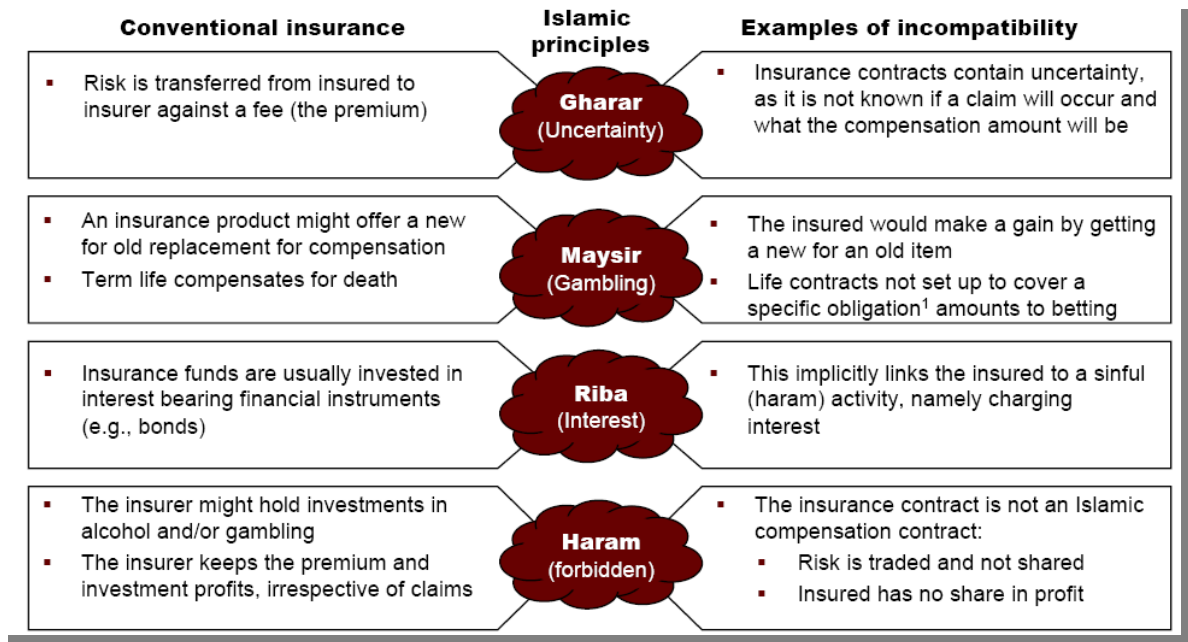 Conventional insurance
Islamic
principles
Examples of incompatibility
▪ Risk is transferred from insured to
insurer against a fee (the premium)
Gharar
(Uncertainty)
▪ Insurance contracts contain uncertainty,
as it is not known if a claim will occur and
what the compensation amount will be
▪ An insurance product might offer a new
for old replacement for compensation
▪ Term life compensates for death
Maysir
(Gambling)
▪ The insured would make a gain by getting
a new for an old item
▪ Life contracts not set up to cover a
specific obligation¹ amounts to betting
▪ Insurance funds are usually invested in
interest bearing financial instruments
(e.g., bonds)
Riba
(Interest)
▪ This implicitly links the insured to a sinful
(haram) activity, namely charging
interest
▪ The insurer might hold investments in
alcohol and/or gambling
▪ The insurer keeps the premium and
investment profits, irrespective of claims
Haram
(forbidden)
▪ The insurance contract is not an Islamic
compensation contract:
▪ Risk is traded and not shared
▪ Insured has no share in profit